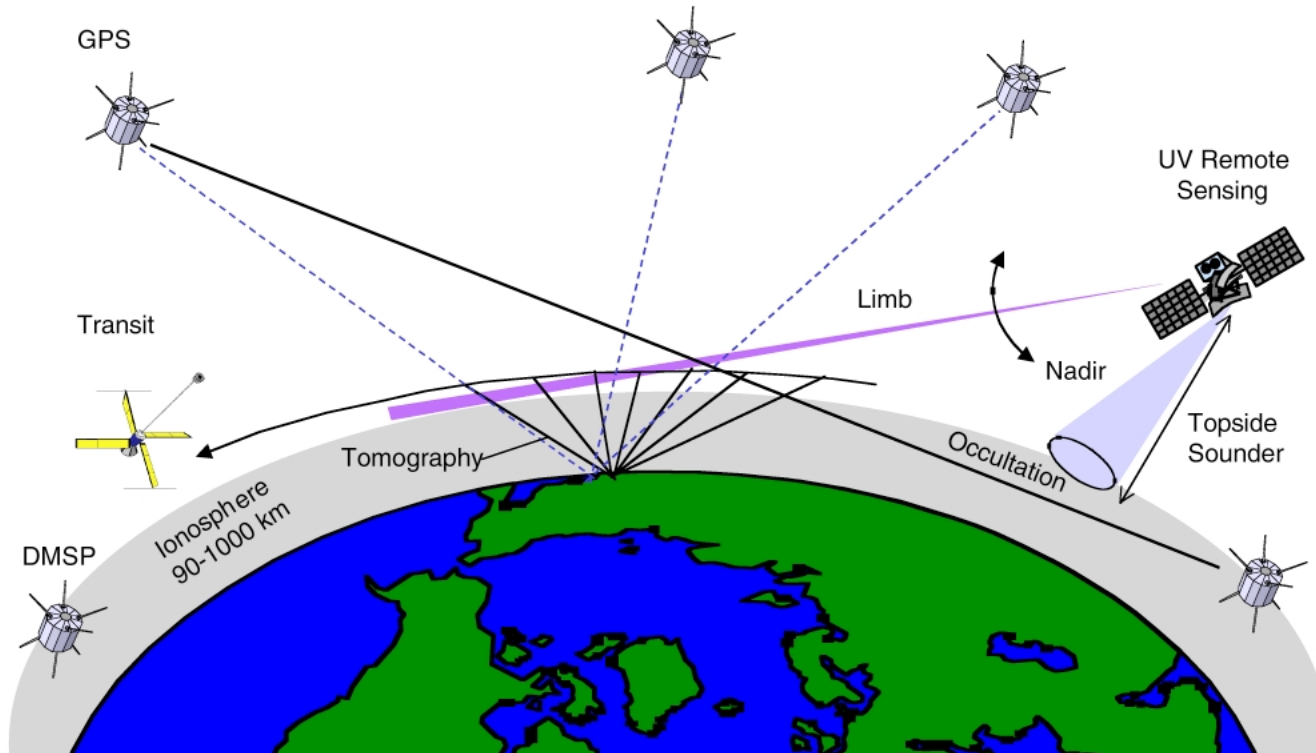 GPS
UV Remote
Sensing
Limb
Transit
Nadir
Topside
Sounder
Occultation
Tomography
Ionosphere
90-1000 km
DMSP